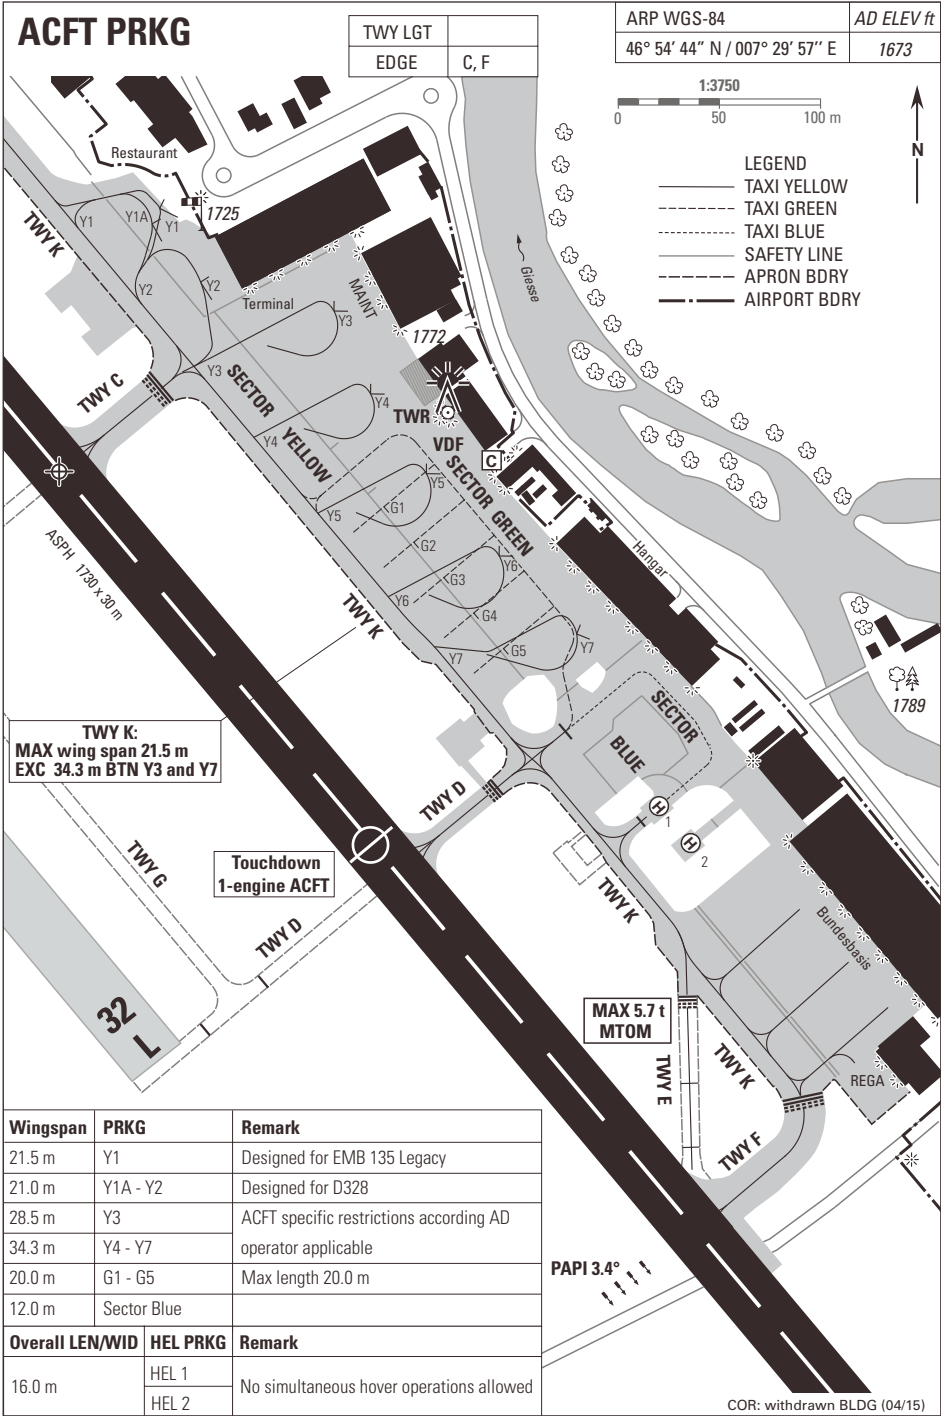 ACFT PRKG
TWY LGT
EDGE C, F
ARP WGS-84 AD ELEV ft
46° 54′ 44″ N / 007° 29′ 57″ E 1673
1:3750
0 50 100 m
N
LEGEND
TAXI YELLOW
TAXI GREEN
TAXI BLUE
SAFETY LINE
APRON BDRY
AIRPORT BDRY
Restaurant
1725
TWY K
Y1
Y1A
Y1
Y2
Y2
Terminal
MAINT
Giesse
Y3
1772
Y3
TWY C
SECTOR
YELLOW
Y4
Y4
TWR
VDF
C
SECTOR GREEN
Y5
Y5
G1
G2
ASPH 1730 x 30 m
Hangar
G3
Y6
Y6
G4
TWY K
G5
Y7
Y7
1789
SECTOR
BLUE
TWY K:
MAX wing span 21.5 m
EXC 34.3 m BTN Y3 and Y7
TWY D
H
1
H
2
TWY G
Touchdown
1-engine ACFT
TWY K
TWY D
Bundesbasis
32
L
MAX 5.7 t
MTOM
TWY E
TWY K
REGA
TWY F
Wingspan PRKG Remark
21.5 m Y1 Designed for EMB 135 Legacy
21.0 m Y1A - Y2 Designed for D328
28.5 m Y3 ACFT specific restrictions according AD
34.3 m Y4 - Y7 operator applicable
20.0 m G1 - G5 Max length 20.0 m
12.0 m Sector Blue
Overall LEN/WID HEL PRKG Remark
16.0 m HEL 1 No simultaneous hover operations allowed
HEL 2
PAPI 3.4°
COR: withdrawn BLDG (04/15)